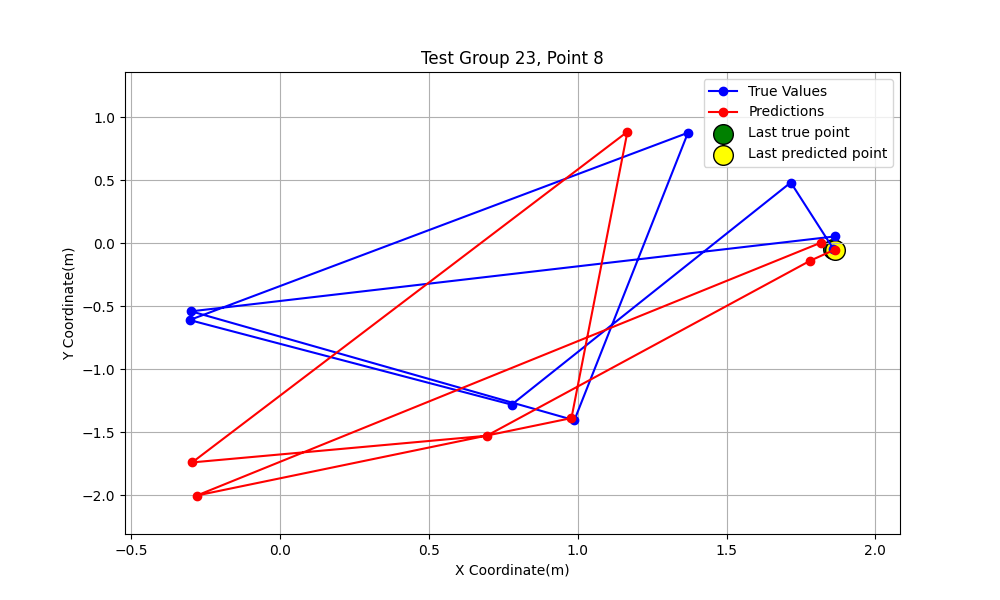 Test Group 23, Point 8
True Values
Predictions
Last true point
Last predicted point
1.0
0.5
0.0
−0.5
−1.0
−1.5
−2.0
Y Coordinate(m)
−0.5
0.0
0.5
1.0
1.5
2.0
X Coordinate(m)